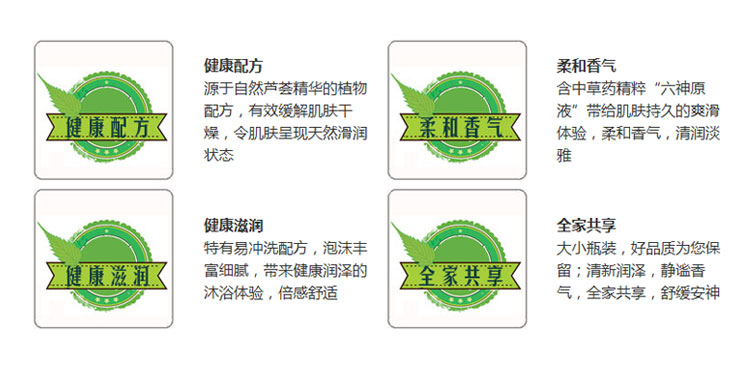 健康配方
健康配方
源于自然芦荟精华的植物
配方，有效缓解肌肤干
燥，令肌肤呈现天然滑润
状态
柔和香气
柔和香气
含中草药精粹“六神原
液”带给肌肤持久的爽滑
体验，柔和香气，清润淡
雅
健康滋润
健康滋润
特有易冲洗配方，泡沫丰
富细腻，带来健康润泽的
沐浴体验，倍感舒适
全家共享
全家共享
大小瓶装，好品质为您保
留；清新润泽，静谧香
气，全家共享，舒缓安神